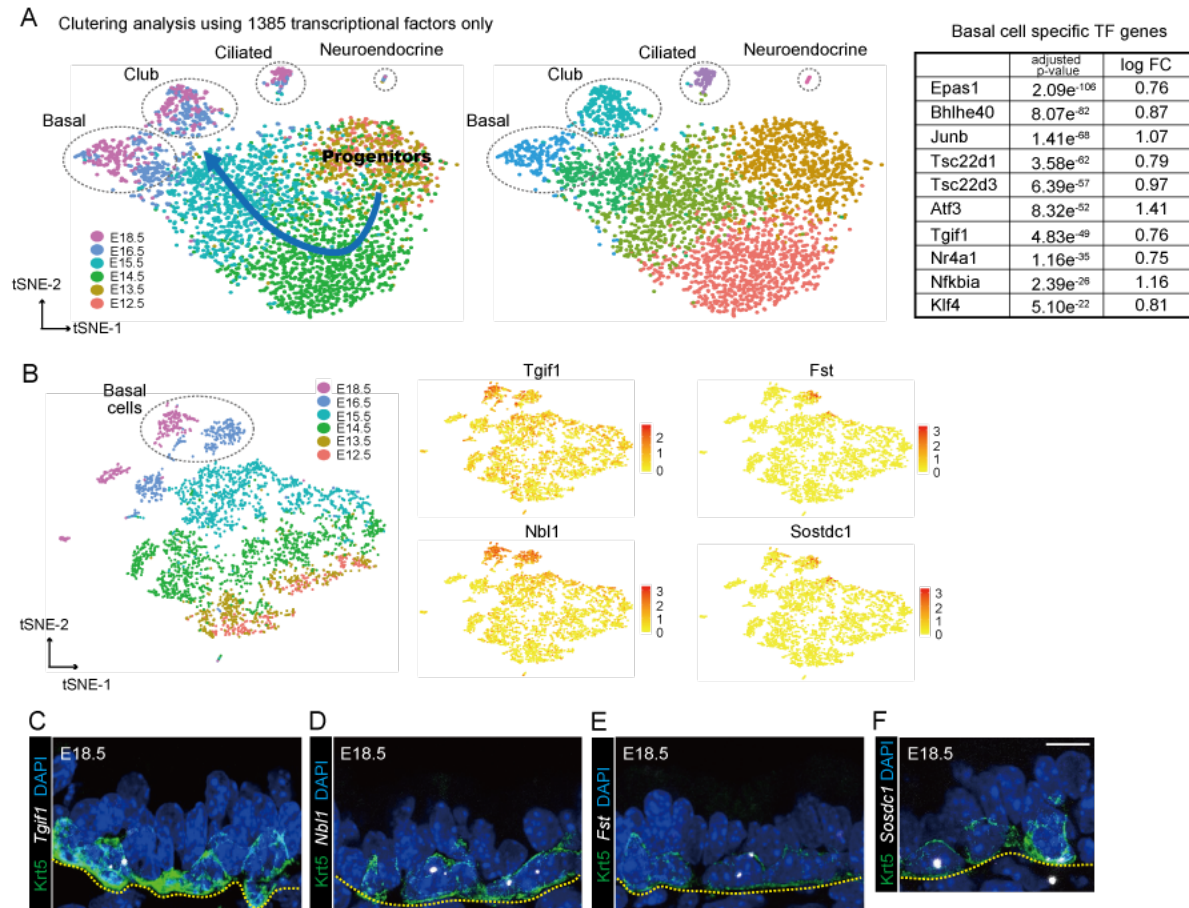 A
Clutering analysis using 1385 transcriptional factors only
Ciliated
Neuroendocrine
Club
Basal
Progenitors
E18.5
E16.5
E15.5
E14.5
E13.5
E12.5
tSNE-2
tSNE-1
Ciliated
Neuroendocrine
Club
Basal
Basal cell specific TF genes
adjusted p-value log FC
Epas1 2.09e-106 0.76
Bhlhe40 8.07e-82 0.87
Junb 1.41e-68 1.07
Tsc22d1 3.58e-62 0.79
Tsc22d3 6.39e-57 0.97
Atf3 8.32e-52 1.41
Tgif1 4.83e-49 0.76
Nr4a1 1.16e-35 0.75
Nfkbia 2.39e-26 1.16
Klf4 5.10e-22 0.81
B
Basal
cells
E18.5
E16.5
E15.5
E14.5
E13.5
E12.5
tSNE-2
tSNE-1
Tgif1
2
1
0
Fst
3
2
1
0
Nbl1
3
2
1
0
Sostdc1
3
2
1
0
C
E18.5
Krt5 Tgif1 DAPI
D
E18.5
Krt5 Nbl1 DAPI
E
E18.5
Krt5 Fst DAPI
F
E18.5
Krt5 Sosdc1 DAPI